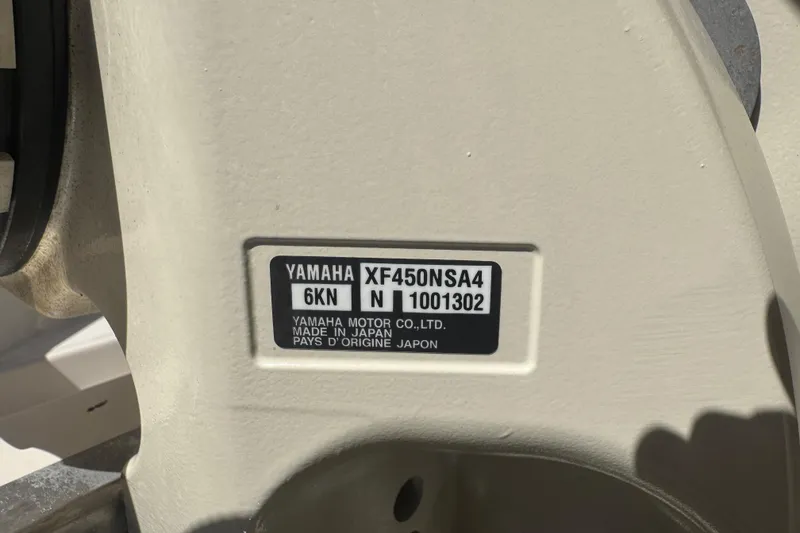 YAMAHA XF450NSA4
6KN N 1001302
YAMAHA MOTOR CO.,LTD.
MADE IN JAPAN
PAYS D'ORIGINE JAPON